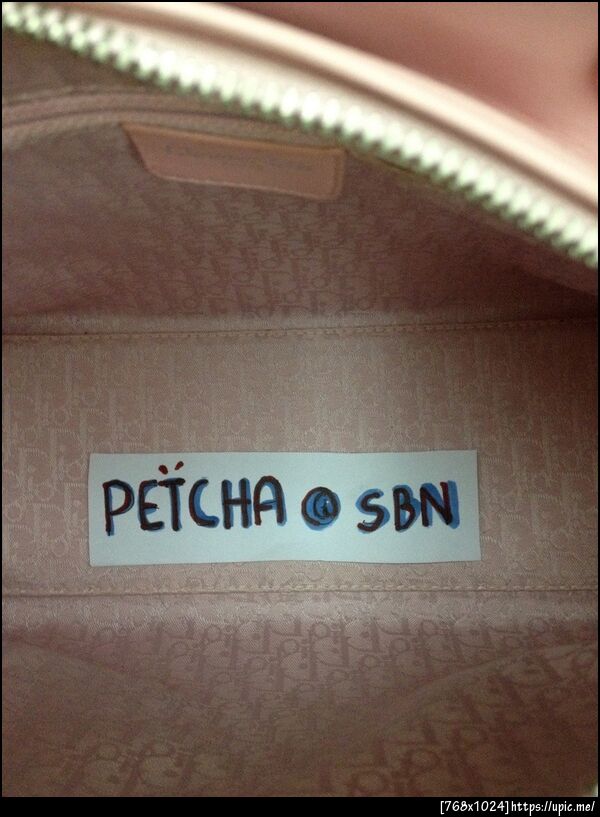 PETCHA @ SBN
[768x1024]https://upic.me/